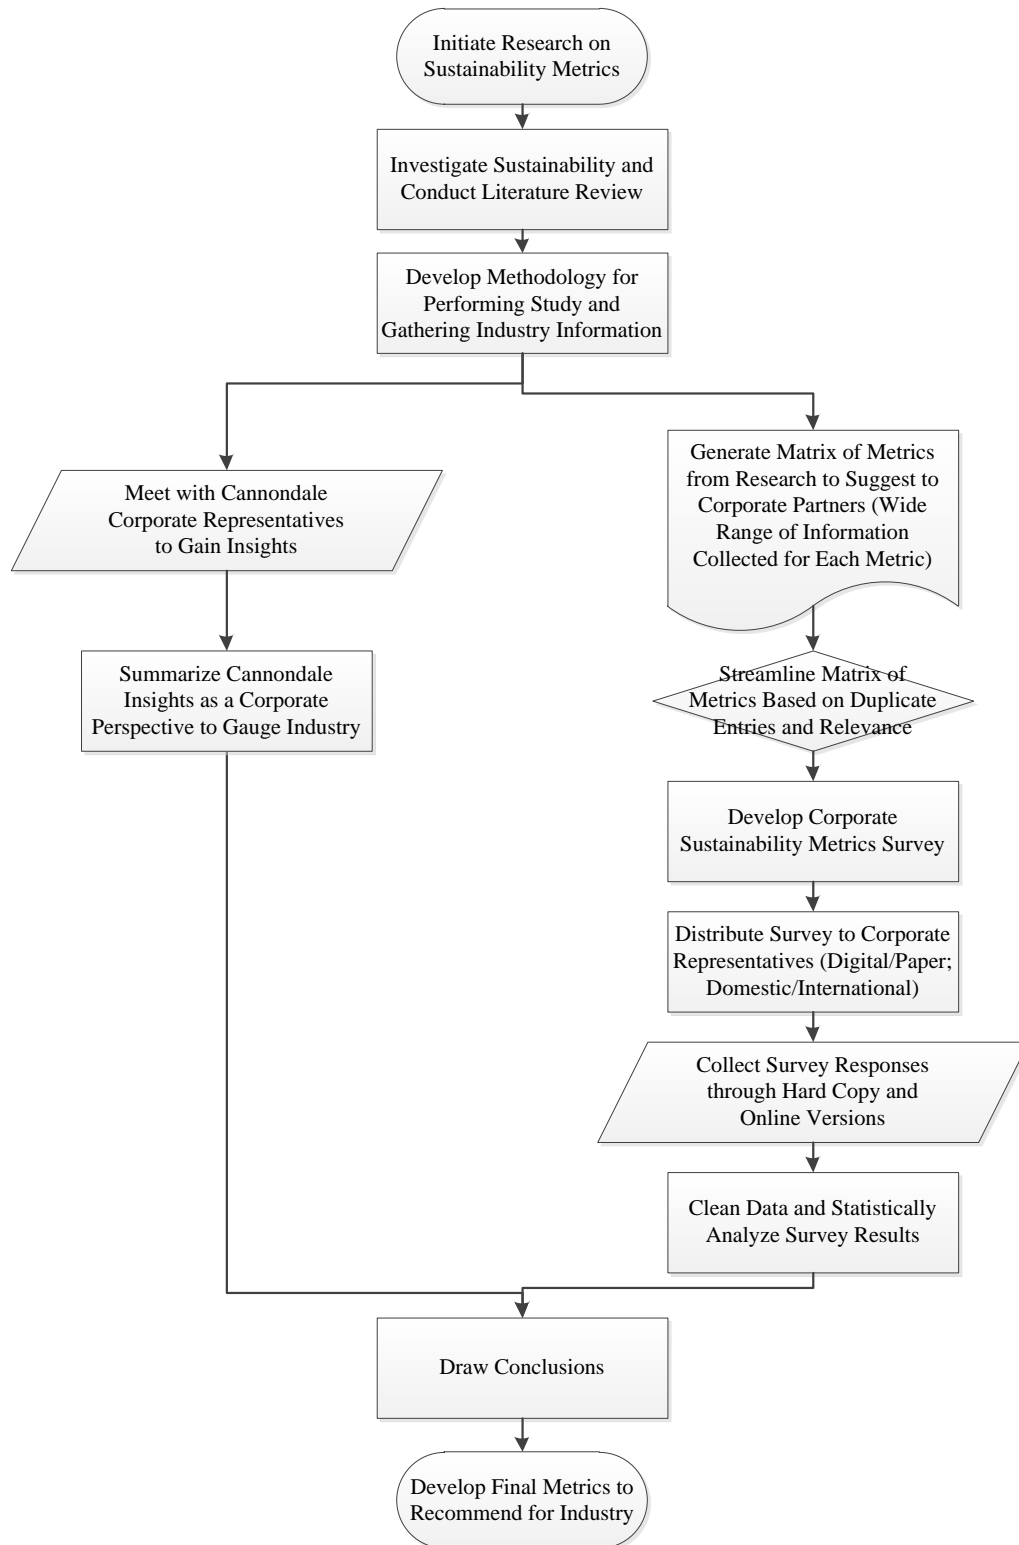 Initiate Research on
Sustainability Metrics
Investigate Sustainability and
Conduct Literature Review
Develop Methodology for
Performing Study and
Gathering Industry Information
Meet with Cannondale
Corporate Representatives
to Gain Insights
Summarize Cannondale
Insights as a Corporate
Perspective to Gauge Industry
Generate Matrix of Metrics
from Research to Suggest to
Corporate Partners (Wide
Range of Information
Collected for Each Metric)
Streamline Matrix of
Metrics Based on Duplicate
Entries and Relevance
Develop Corporate
Sustainability Metrics Survey
Distribute Survey to Corporate
Representatives (Digital/Paper;
Domestic/International)
Collect Survey Responses
through Hard Copy and
Online Versions
Clean Data and Statistically
Analyze Survey Results
Draw Conclusions
Develop Final Metrics to
Recommend for Industry